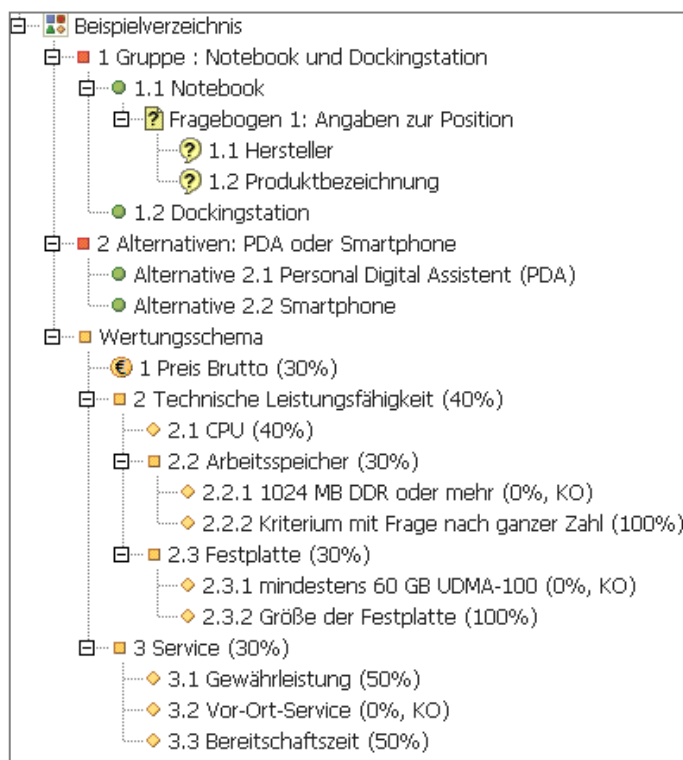 Beispielverzeichnis
1 Gruppe : Notebook und Dockingstation
1.1 Notebook
Fragebogen 1: Angaben zur Position
1.1 Hersteller
1.2 Produktbezeichnung
1.2 Dockingstation
2 Alternativen: PDA oder Smartphone
Alternative 2.1 Personal Digital Assistent (PDA)
Alternative 2.2 Smartphone
Wertungsschema
1 Preis Brutto (30%)
2 Technische Leistungsfähigkeit (40%)
2.1 CPU (40%)
2.2 Arbeitsspeicher (30%)
2.2.1 1024 MB DDR oder mehr (0%, KO)
2.2.2 Kriterium mit Frage nach ganzer Zahl (100%)
2.3 Festplatte (30%)
2.3.1 mindestens 60 GB UDMA-100 (0%, KO)
2.3.2 Größe der Festplatte (100%)
3 Service (30%)
3.1 Gewährleistung (50%)
3.2 Vor-Ort-Service (0%, KO)
3.3 Bereitschaftszeit (50%)